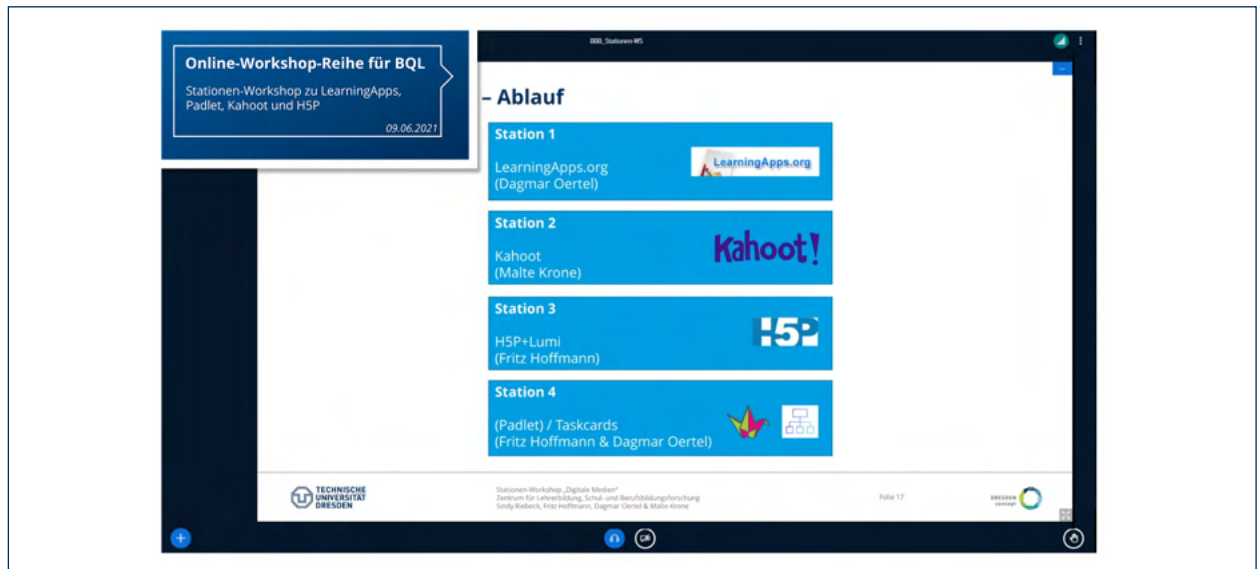 BBB_Stationen-WS
Online-Workshop-Reihe für BQL
Stationen-Workshop zu LearningApps,
Padlet, Kahoot und H5P
09.06.2021
– Ablauf
Station 1
LearningApps.org
(Dagmar Oertel)
LearningApps.org
Station 2
Kahoot
(Malte Krone)
Kahoot!
Station 3
H5P+Lumi
(Fritz Hoffmann)
H5P
Station 4
(Padlet) / Taskcards
(Fritz Hoffmann & Dagmar Oertel)
TECHNISCHE
UNIVERSITÄT
DRESDEN
Stationen-Workshop „Digitale Medien"
Zentrum für Lehrerbildung, Schul- und Berufsbildungsforschung
Sindy Riebeck, Fritz Hoffmann, Dagmar Oertel & Malte Krone
Folie 17
DRESDEN
concept